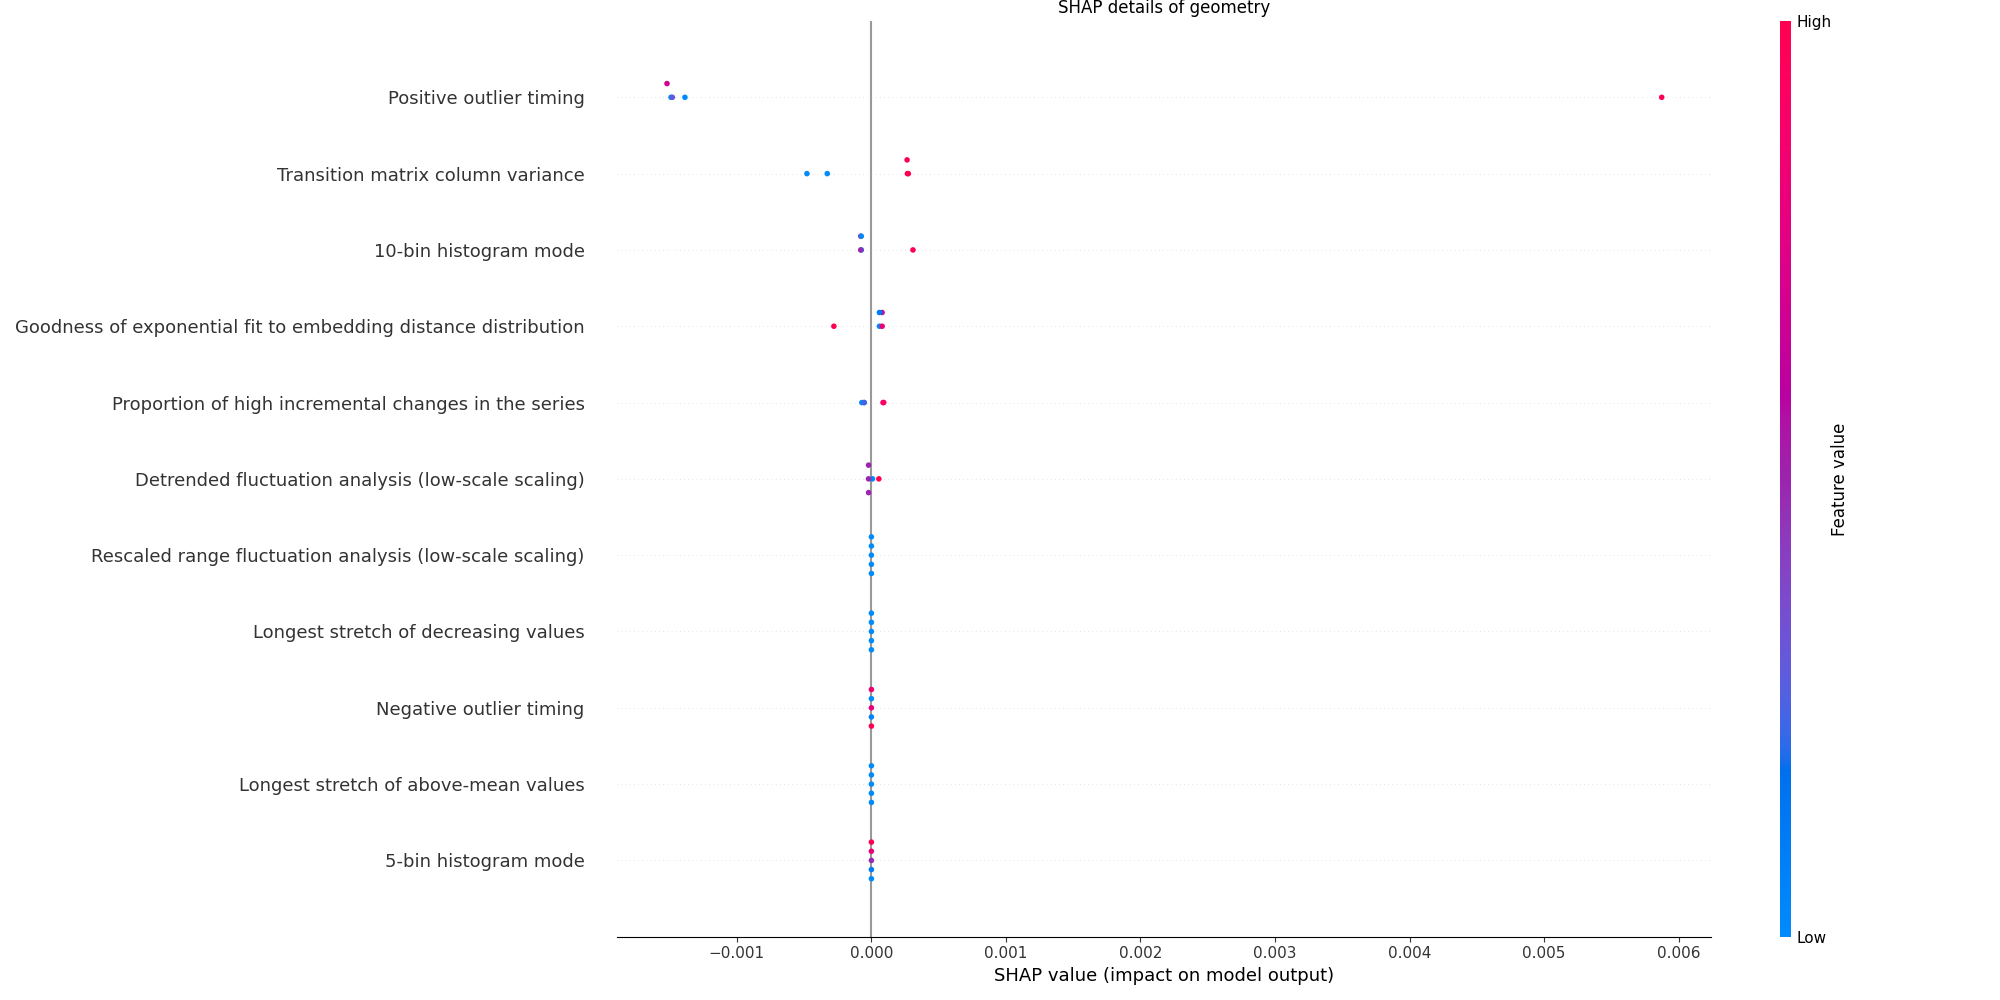 SHAP details of geometry
High
Positive outlier timing
Transition matrix column variance
10-bin histogram mode
Goodness of exponential fit to embedding distance distribution
Proportion of high incremental changes in the series
Detrended fluctuation analysis (low-scale scaling)
Rescaled range fluctuation analysis (low-scale scaling)
Longest stretch of decreasing values
Negative outlier timing
Longest stretch of above-mean values
5-bin histogram mode
Feature value
Low
−0.001 0.000 0.001 0.002 0.003 0.004 0.005 0.006
SHAP value (impact on model output)